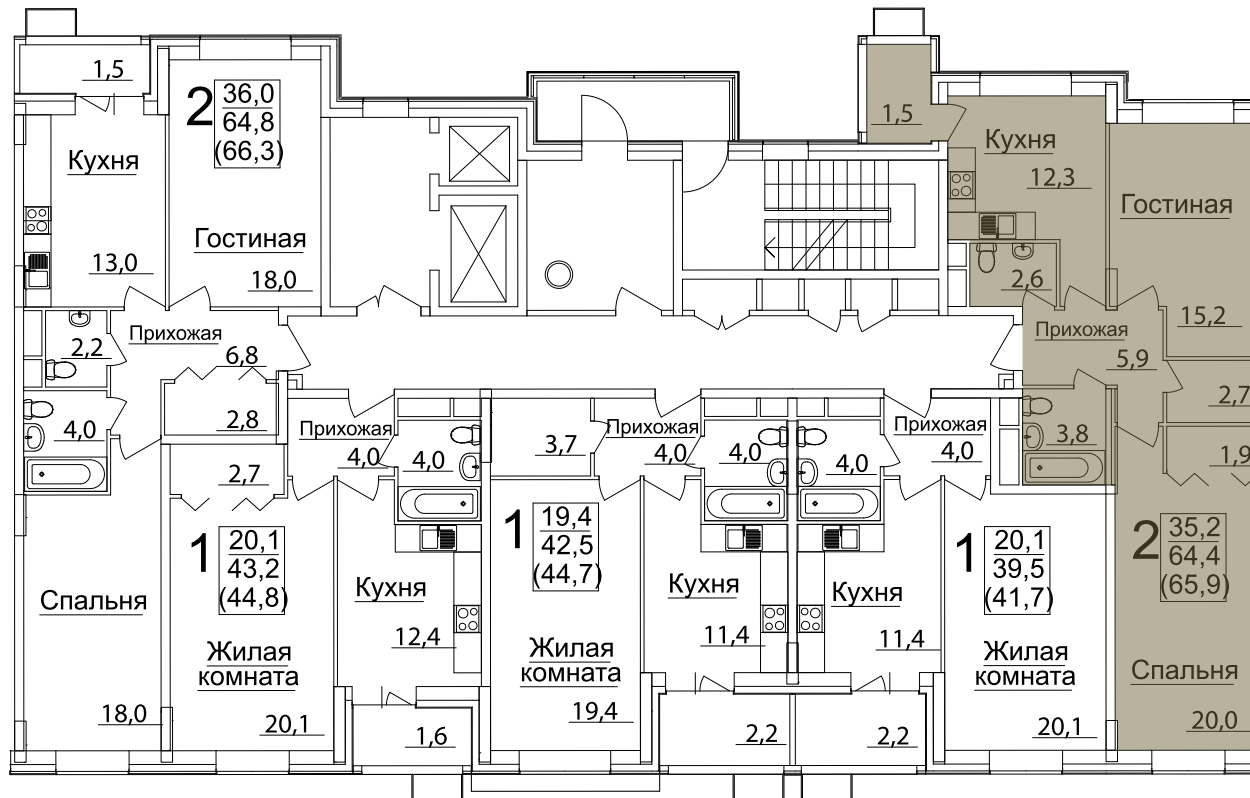 1,5
2
36,0
64,8
(66,3)
Кухня
13,0
Гостиная
18,0
1,5
Кухня
12,3
Гостиная
15,2
2,6
Прихожая
5,9
2,7
3,8
1,9
2,2
Прихожая
6,8
4,0
2,8
2,7
Прихожая
4,0
4,0
3,7
Прихожая
4,0
4,0
4,0
Прихожая
4,0
1
20,1
43,2
(44,8)
1
19,4
42,5
(44,7)
1
20,1
39,5
(41,7)
2
35,2
64,4
(65,9)
Спальня
18,0
Жилая
комната
20,1
Кухня
12,4
1,6
Жилая
комната
19,4
Кухня
11,4
2,2
Кухня
11,4
2,2
Жилая
комната
20,1
Спальня
20,0